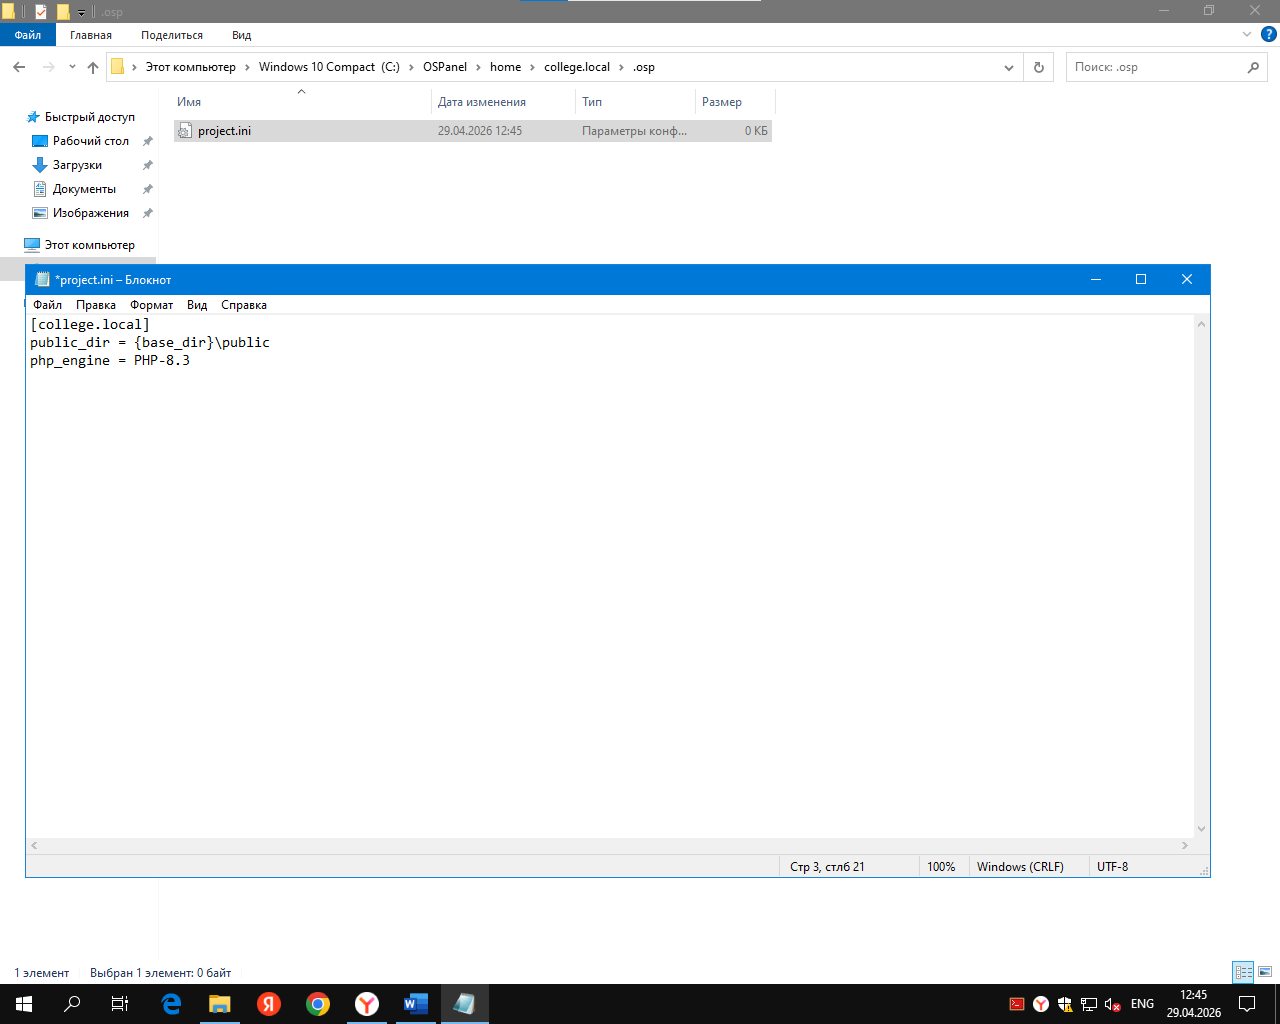 .osp
Файл Главная Поделиться Вид
?
Этот компьютер Windows 10 Compact (C:) OSPanel home college.local .osp
Поиск: .osp
Имя Дата изменения Тип Размер
project.ini 29.04.2026 12:45 Параметры конф... 0 КБ
Быстрый доступ
Рабочий стол
Загрузки
Документы
Изображения
Этот компьютер
*project.ini – Блокнот
Файл Правка Формат Вид Справка
[college.local]
public_dir = {base_dir}\public
php_engine = PHP-8.3
Стр 3, стлб 21 100% Windows (CRLF) UTF-8
1 элемент Выбран 1 элемент: 0 байт
ENG
12:45
29.04.2026